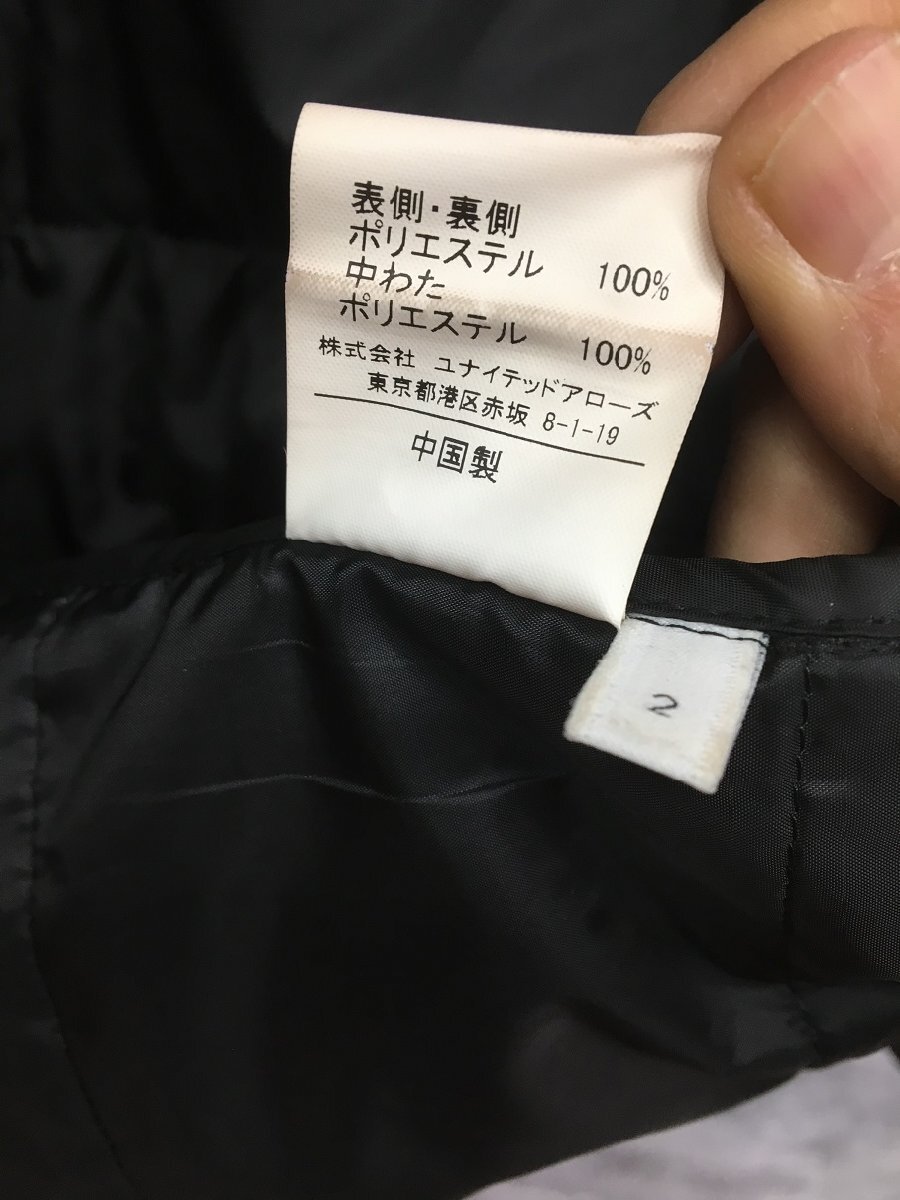 表側・裏側
ポリエステル 100%
中わた
ポリエステル 100%
株式会社 ユナイテッドアローズ
東京都港区赤坂 8-1-19
中国製
2